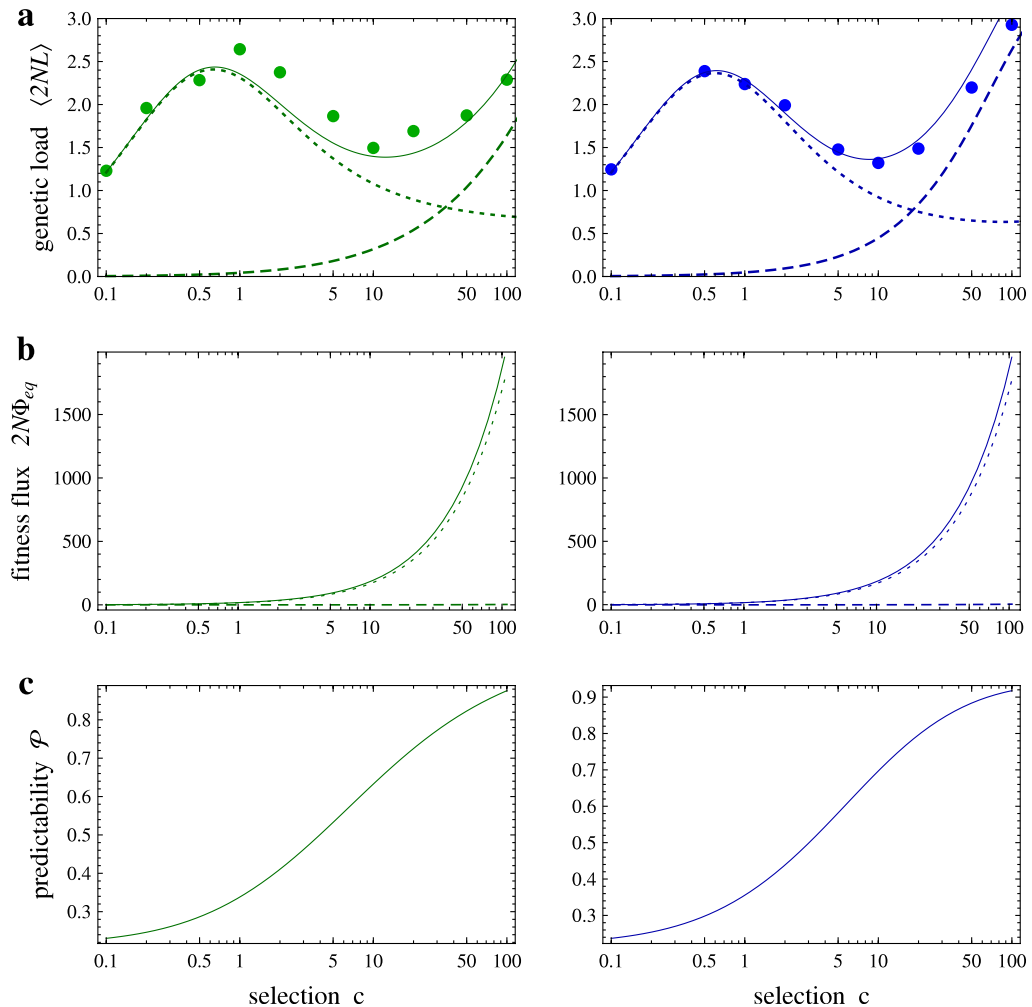 a
genetic load ⟨2NL⟩
3.0
2.5
2.0
1.5
1.0
0.5
0.0
0.1 0.5 1 5 10 50 100
3.0
2.5
2.0
1.5
1.0
0.5
0.0
0.1 0.5 1 5 10 50 100
b
fitness flux 2NΦeq
1500
1000
500
0
0.1 0.5 1 5 10 50 100
1500
1000
500
0
0.1 0.5 1 5 10 50 100
c
predictability 𝒫
0.8
0.7
0.6
0.5
0.4
0.3
0.1 0.5 1 5 10 50 100
selection c
0.9
0.8
0.7
0.6
0.5
0.4
0.3
0.1 0.5 1 5 10 50 100
selection c